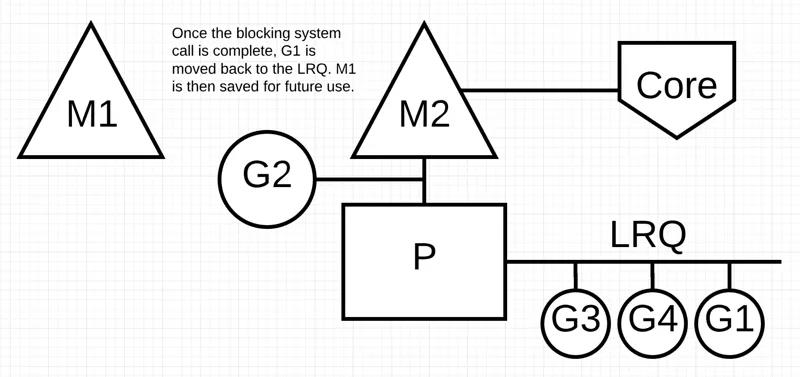 Once the blocking system
call is complete, G1 is
moved back to the LRQ. M1
is then saved for future use.
M1
M2
Core
G2
P
LRQ
G3
G4
G1